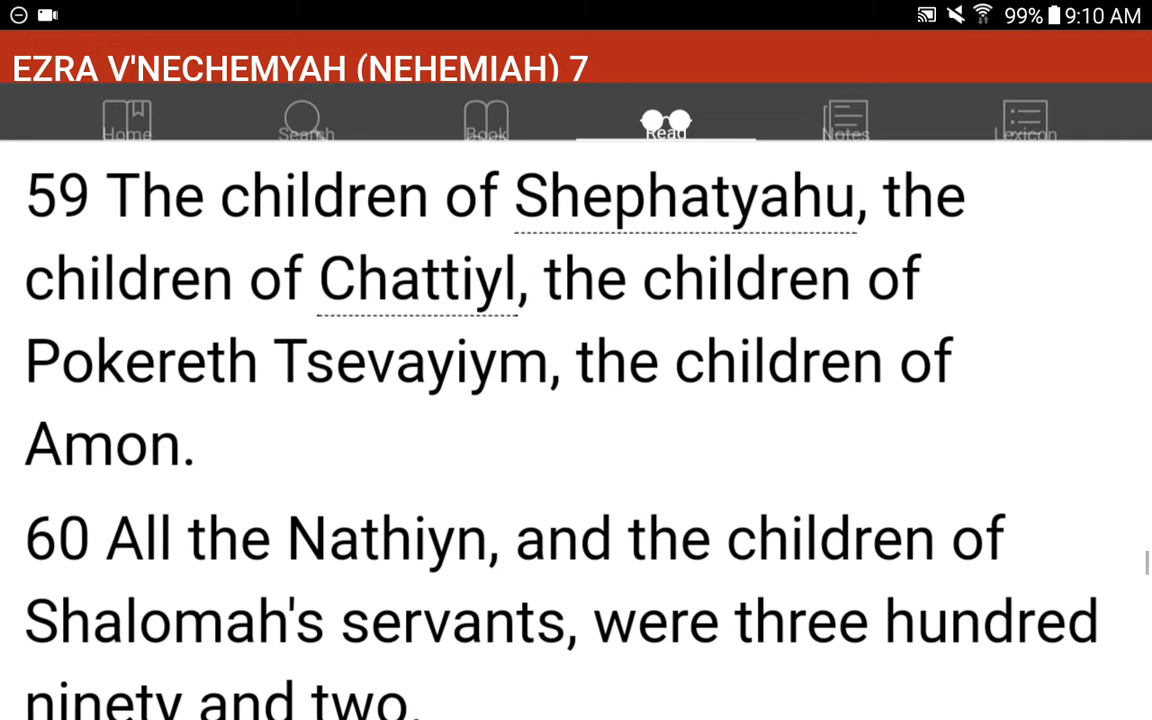 99% 9:10 AM
EZRA V'NECHEMYAH (NEHEMIAH) 7
Home Search Book Read Notes Lexicon
59 The children of Shephatyahu, the
children of Chattiyl, the children of
Pokereth Tsevayiym, the children of
Amon.
60 All the Nathiyn, and the children of
Shalomah's servants, were three hundred
ninety and two.